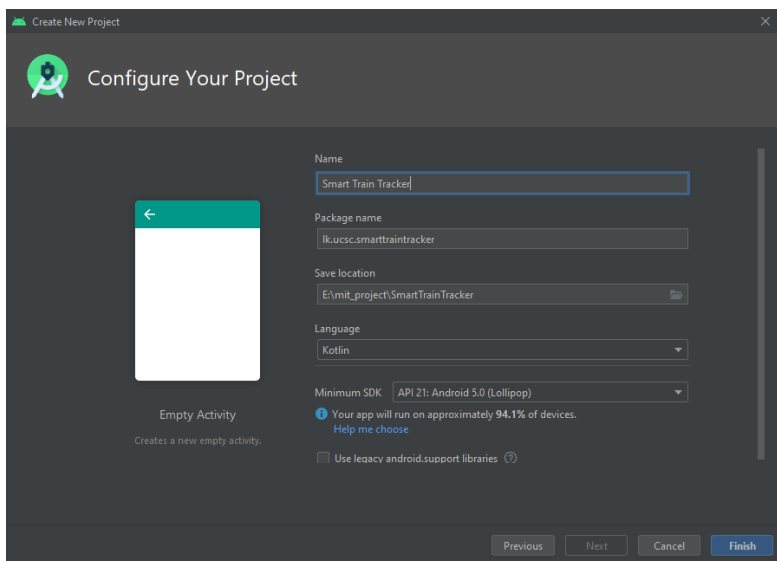 Create New Project
Configure Your Project
Name
Smart Train Tracker
Package name
lk.ucsc.smarttraintracker
Save location
E:\mit_project\SmartTrainTracker
Language
Kotlin
Minimum SDK API 21: Android 5.0 (Lollipop)
Your app will run on approximately 94.1% of devices.
Help me choose
Use legacy android.support libraries
Empty Activity
Creates a new empty activity.
Previous Next Cancel Finish